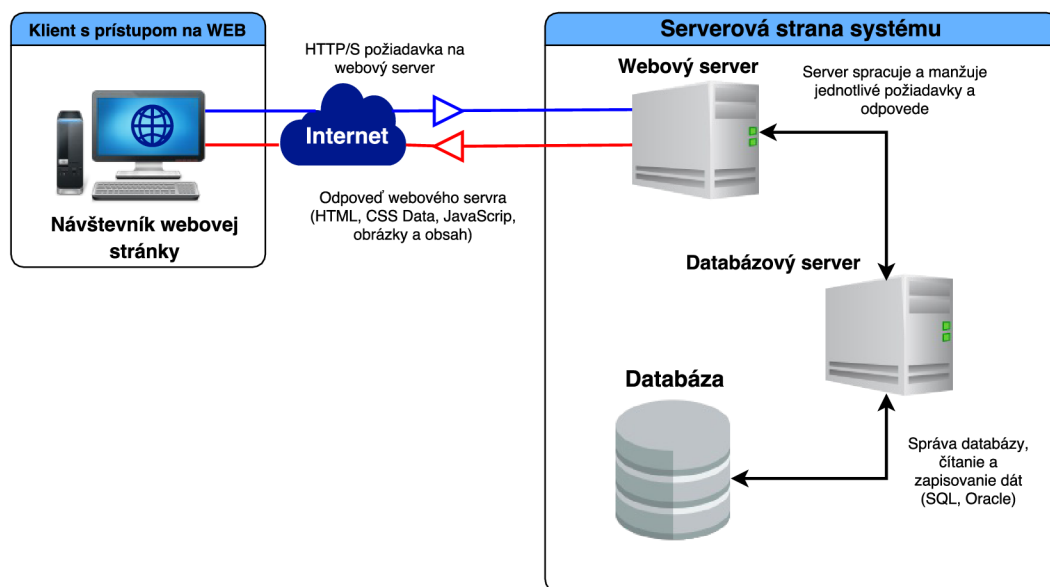 Klient s prístupom na WEB
Návštevník webovej
stránky
HTTP/S požiadavka na
webový server
Internet
Odpoveď webového servra
(HTML, CSS Data, JavaScrip,
obrázky a obsah)
Serverová strana systému
Webový server
Server spracuje a manžuje
jednotlivé požiadavky a
odpovede
Databázový server
Databáza
Správa databázy,
čítanie a
zapisovanie dát
(SQL, Oracle)